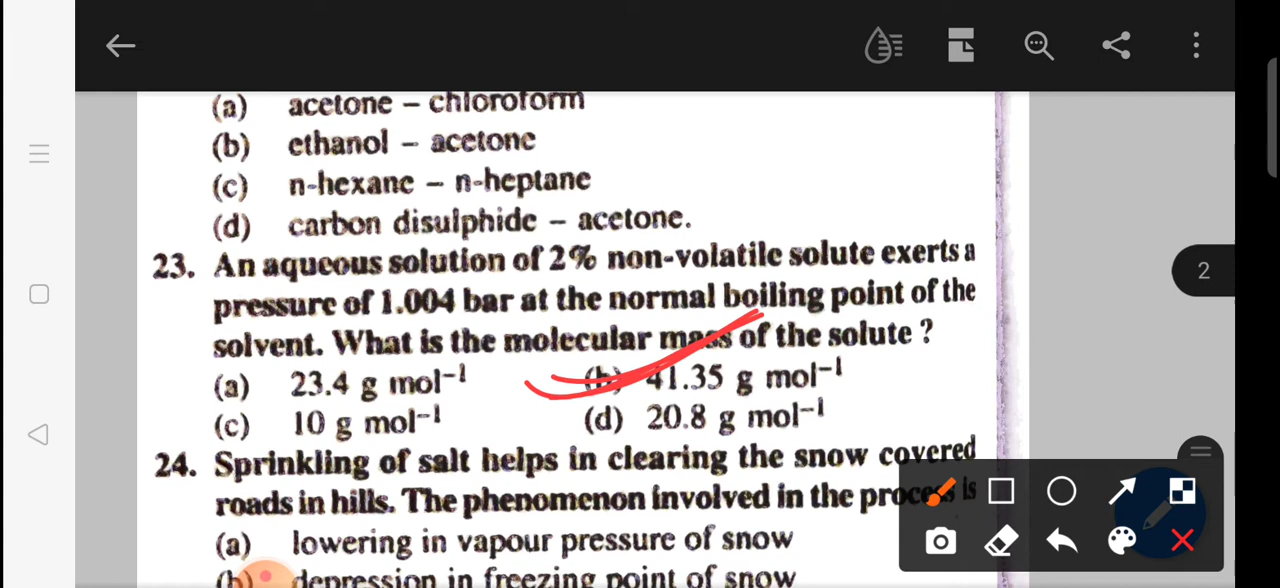 (a) acetone – chloroform
(b) ethanol – acetone
(c) n-hexane – n-heptane
(d) carbon disulphide – acetone.
23. An aqueous solution of 2% non-volatile solute exerts a
pressure of 1.004 bar at the normal boiling point of the
solvent. What is the molecular mass of the solute ?
(a) 23.4 g mol⁻¹ (b) 41.35 g mol⁻¹
(c) 10 g mol⁻¹ (d) 20.8 g mol⁻¹
2
24. Sprinkling of salt helps in clearing the snow covered
roads in hills. The phenomenon involved in the process is
(a) lowering in vapour pressure of snow
(b) depression in freezing point of snow